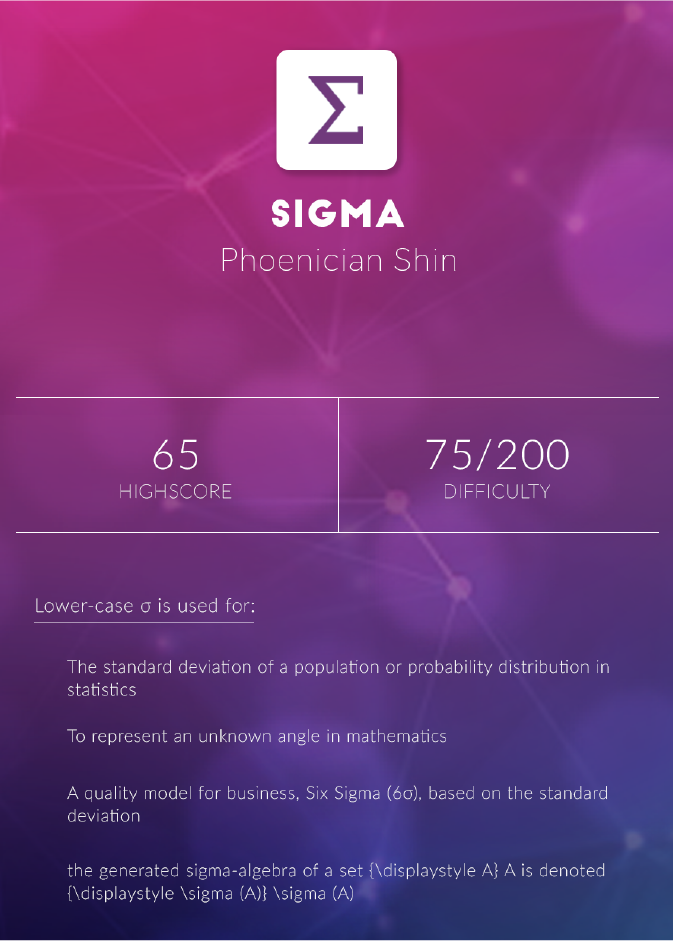 Σ
SIGMA
Phoenician Shin
65
HIGHSCORE
75/200
DIFFICULTY
Lower-case σ is used for:
The standard deviation of a population or probability distribution in
statistics
To represent an unknown angle in mathematics
A quality model for business, Six Sigma (6σ), based on the standard
deviation
the generated sigma-algebra of a set {\displaystyle A} A is denoted
{\displaystyle \sigma (A)} \sigma (A)